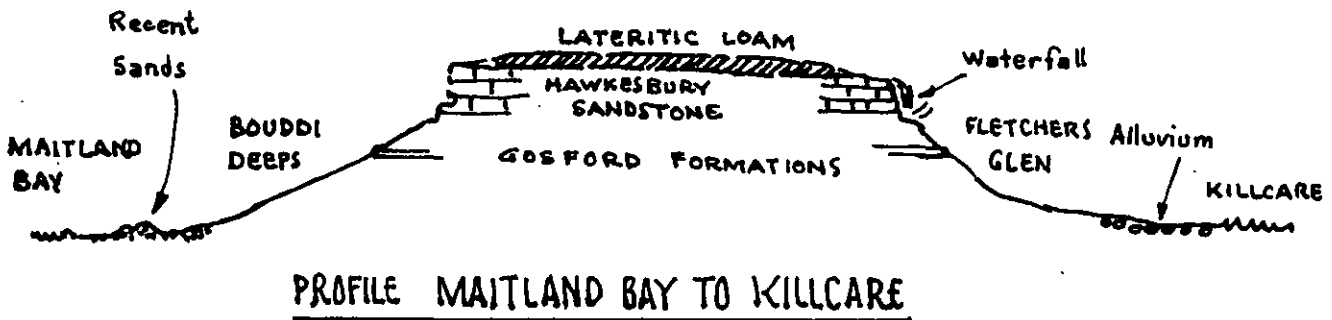 Recent
Sands
LATERITIC LOAM
Waterfall
HAWKESBURY
SANDSTONE
MAITLAND
BAY
BOUDDI
DEEPS
GOSFORD FORMATIONS
FLETCHERS
GLEN
Alluvium
KILLCARE
PROFILE MAITLAND BAY TO KILLCARE